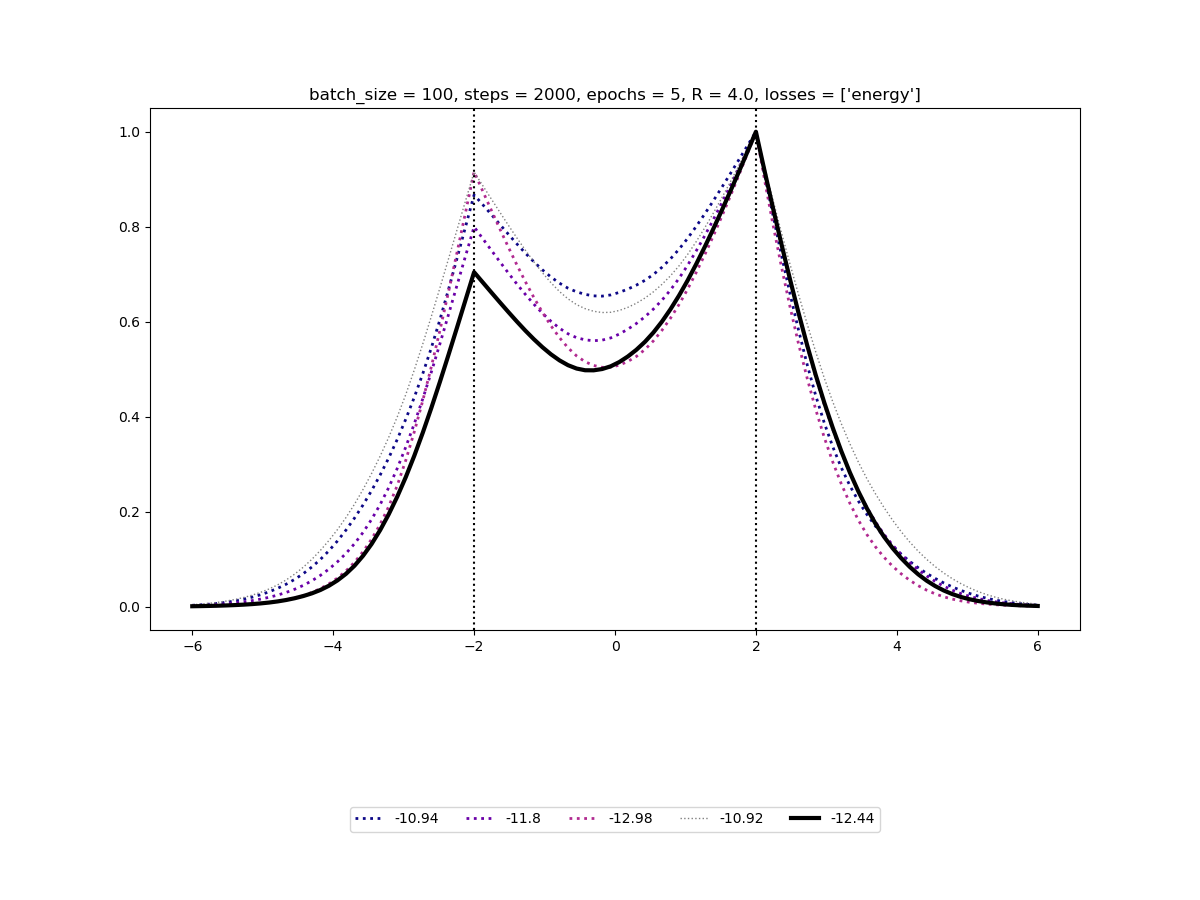 batch_size = 100, steps = 2000, epochs = 5, R = 4.0, losses = ['energy']
1.0
0.8
0.6
0.4
0.2
0.0
−6 −4 −2 0 2 4 6
-10.94 -11.8 -12.98 -10.92 -12.44